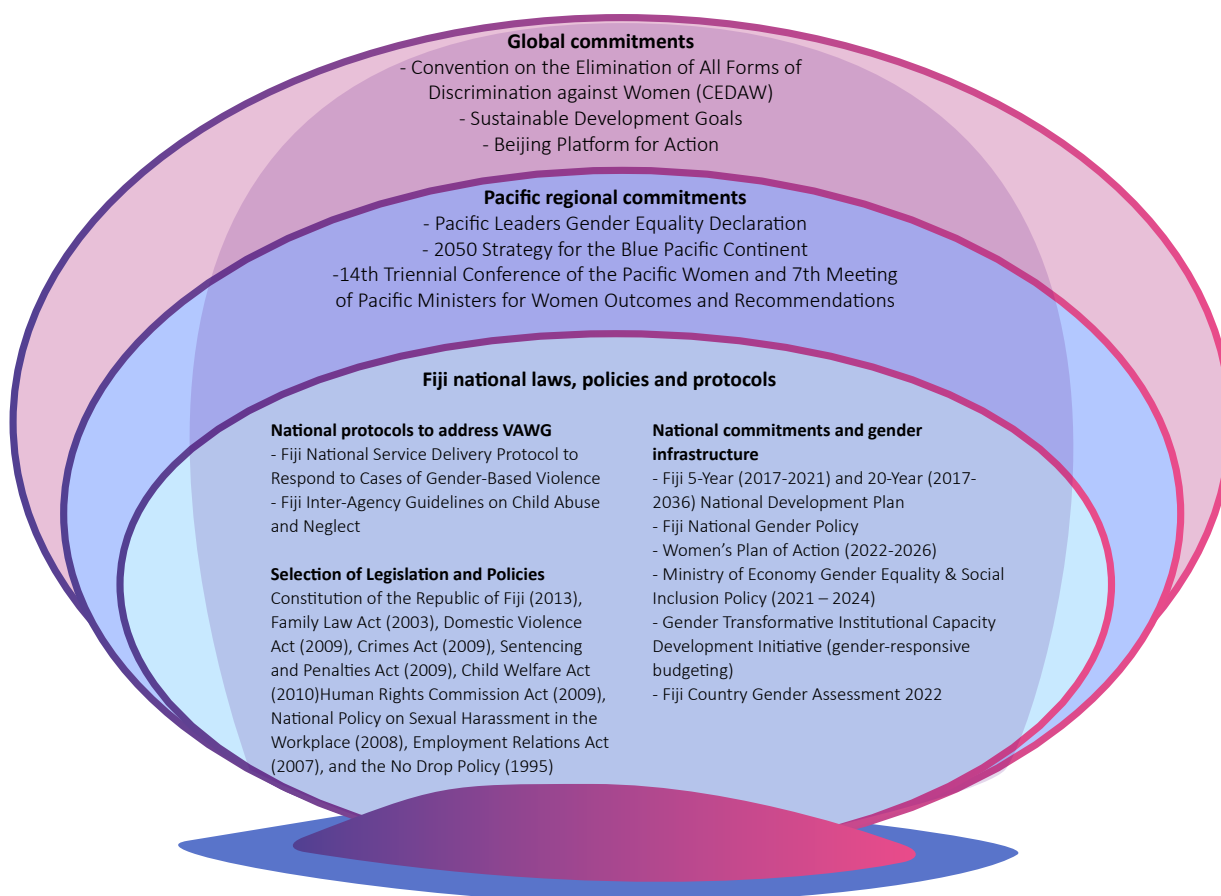 Global commitments
- Convention on the Elimination of All Forms of
Discrimination against Women (CEDAW)
- Sustainable Development Goals
- Beijing Platform for Action
Pacific regional commitments
- Pacific Leaders Gender Equality Declaration
- 2050 Strategy for the Blue Pacific Continent
-14th Triennial Conference of the Pacific Women and 7th Meeting
of Pacific Ministers for Women Outcomes and Recommendations
Fiji national laws, policies and protocols
National protocols to address VAWG
- Fiji National Service Delivery Protocol to
Respond to Cases of Gender-Based Violence
- Fiji Inter-Agency Guidelines on Child Abuse
and Neglect
Selection of Legislation and Policies
Constitution of the Republic of Fiji (2013),
Family Law Act (2003), Domestic Violence
Act (2009), Crimes Act (2009), Sentencing
and Penalties Act (2009), Child Welfare Act
(2010)Human Rights Commission Act (2009),
National Policy on Sexual Harassment in the
Workplace (2008), Employment Relations Act
(2007), and the No Drop Policy (1995)
National commitments and gender
infrastructure
- Fiji 5-Year (2017-2021) and 20-Year (2017-
2036) National Development Plan
- Fiji National Gender Policy
- Women’s Plan of Action (2022-2026)
- Ministry of Economy Gender Equality & Social
Inclusion Policy (2021 – 2024)
- Gender Transformative Institutional Capacity
Development Initiative (gender-responsive
budgeting)
- Fiji Country Gender Assessment 2022